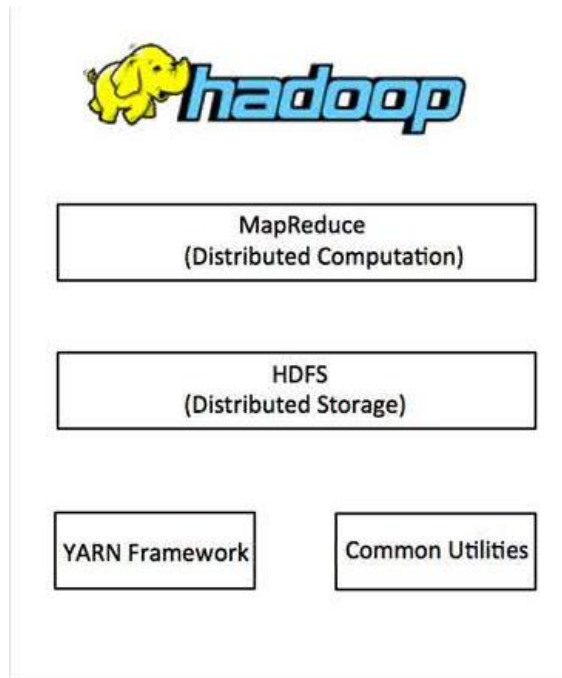 hadoop
MapReduce
(Distributed Computation)
HDFS
(Distributed Storage)
YARN Framework
Common Utilities